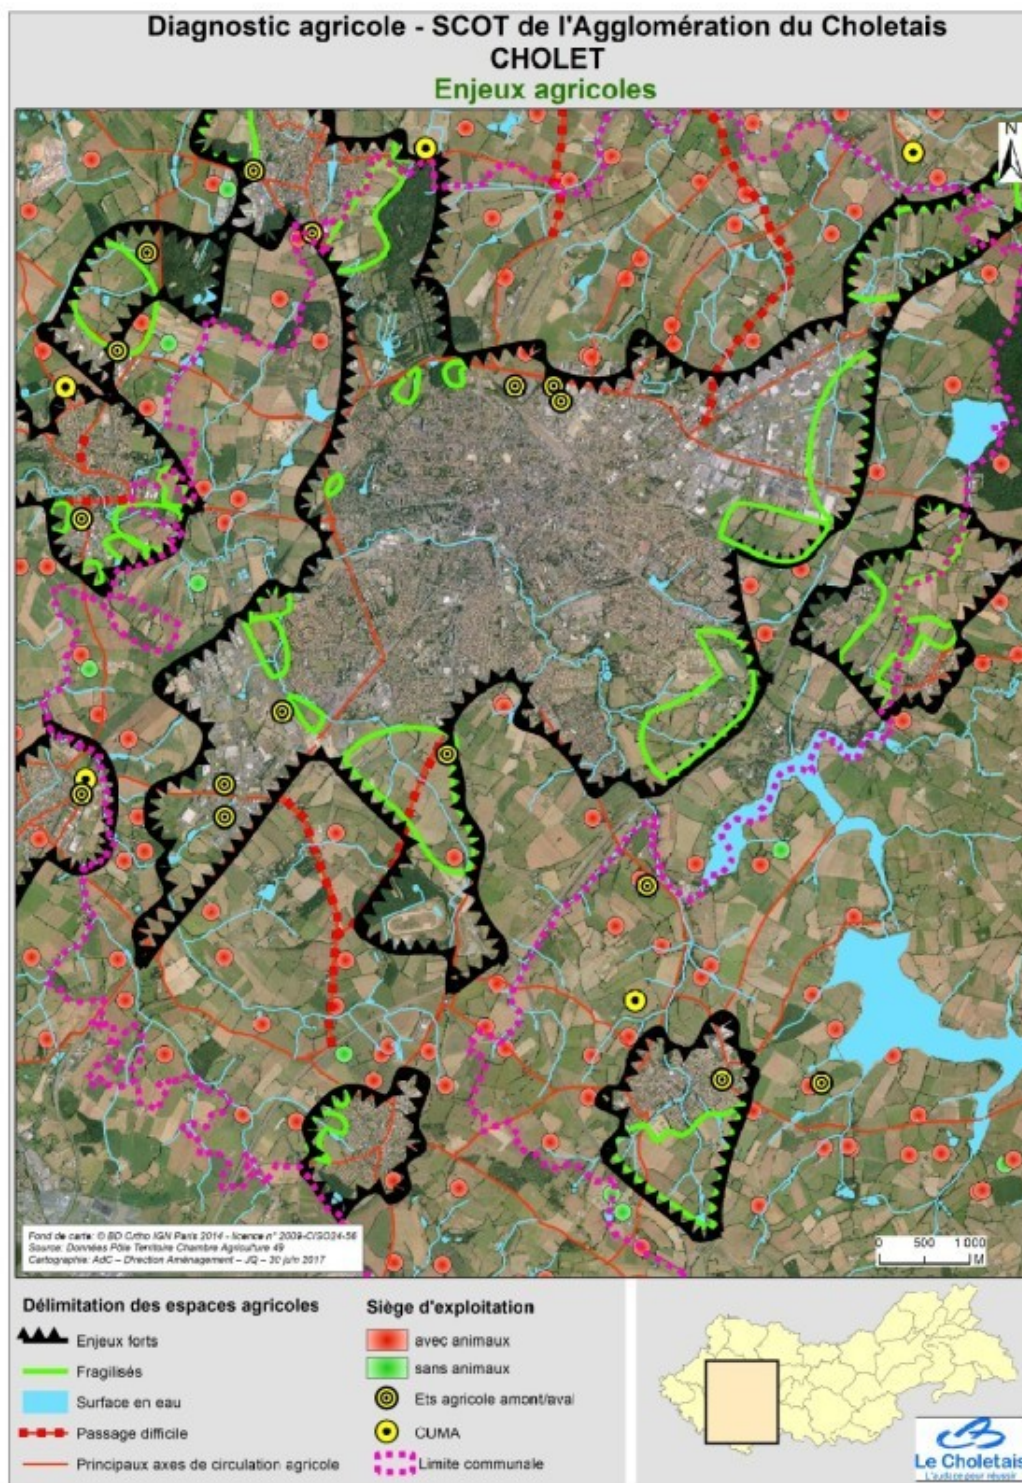 Diagnostic agricole - SCOT de l'Agglomération du Choletais
CHOLET
Enjeux agricoles
N
Fond de carte: © BD Ortho IGN Paris 2014 - licence n° 2009-CISO24-56
Source: Données Pôle Territoire Chambre Agriculture 49
Cartographie: AdC – Direction Aménagement – JQ – 30 juin 2017
0 500 1 000
M
Délimitation des espaces agricoles
Enjeux forts
Fragilisés
Surface en eau
Passage difficile
Principaux axes de circulation agricole
Siège d'exploitation
avec animaux
sans animaux
Ets agricole amont/aval
CUMA
Limite communale
Le Choletais
L'audace pour réussir